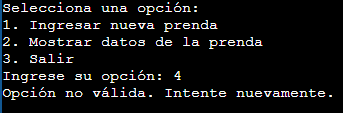 Selecciona una opción:
1. Ingresar nueva prenda
2. Mostrar datos de la prenda
3. Salir
Ingrese su opción: 4
Opción no válida. Intente nuevamente.